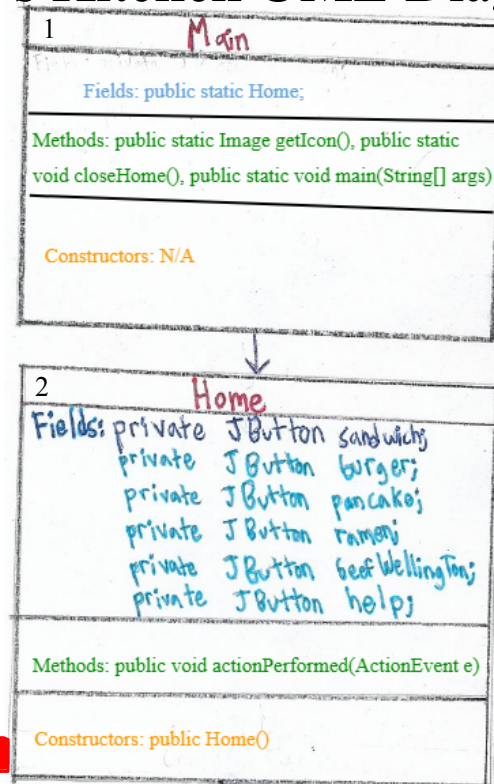 UML
1
Main
Fields: public static Home;
Methods: public static Image getIcon(), public static
void closeHome(), public static void main(String[] args)
Constructors: N/A
2
Home
Fields: private JButton sandwich;
private JButton burger;
private JButton pancake;
private JButton ramen;
private JButton beefWellington;
private JButton help;
Methods: public void actionPerformed(ActionEvent e)
Constructors: public Home()